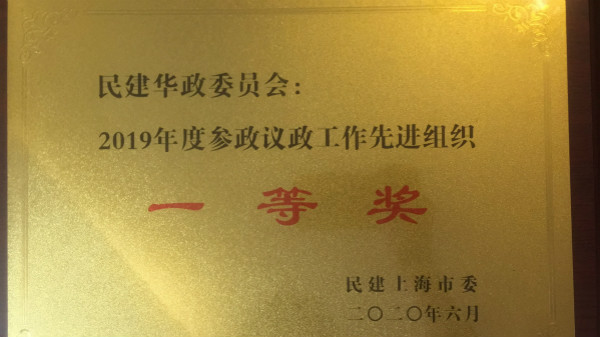 民建华政委员会：
2019年度参政议政工作先进组织
一等奖
民建上海市委
二〇二〇年六月